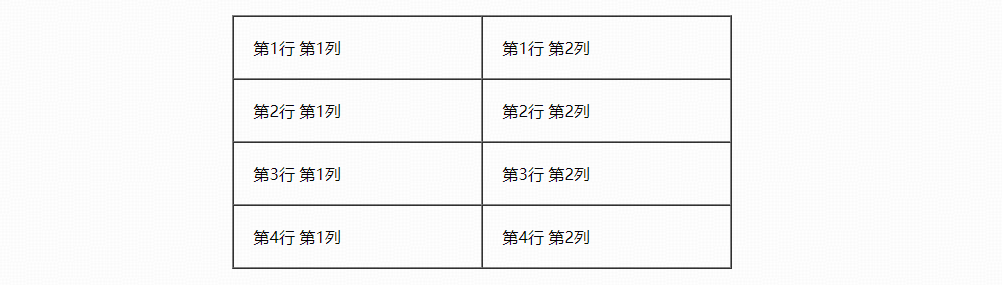 第1行 第1列 第1行 第2列
第2行 第1列 第2行 第2列
第3行 第1列 第3行 第2列
第4行 第1列 第4行 第2列